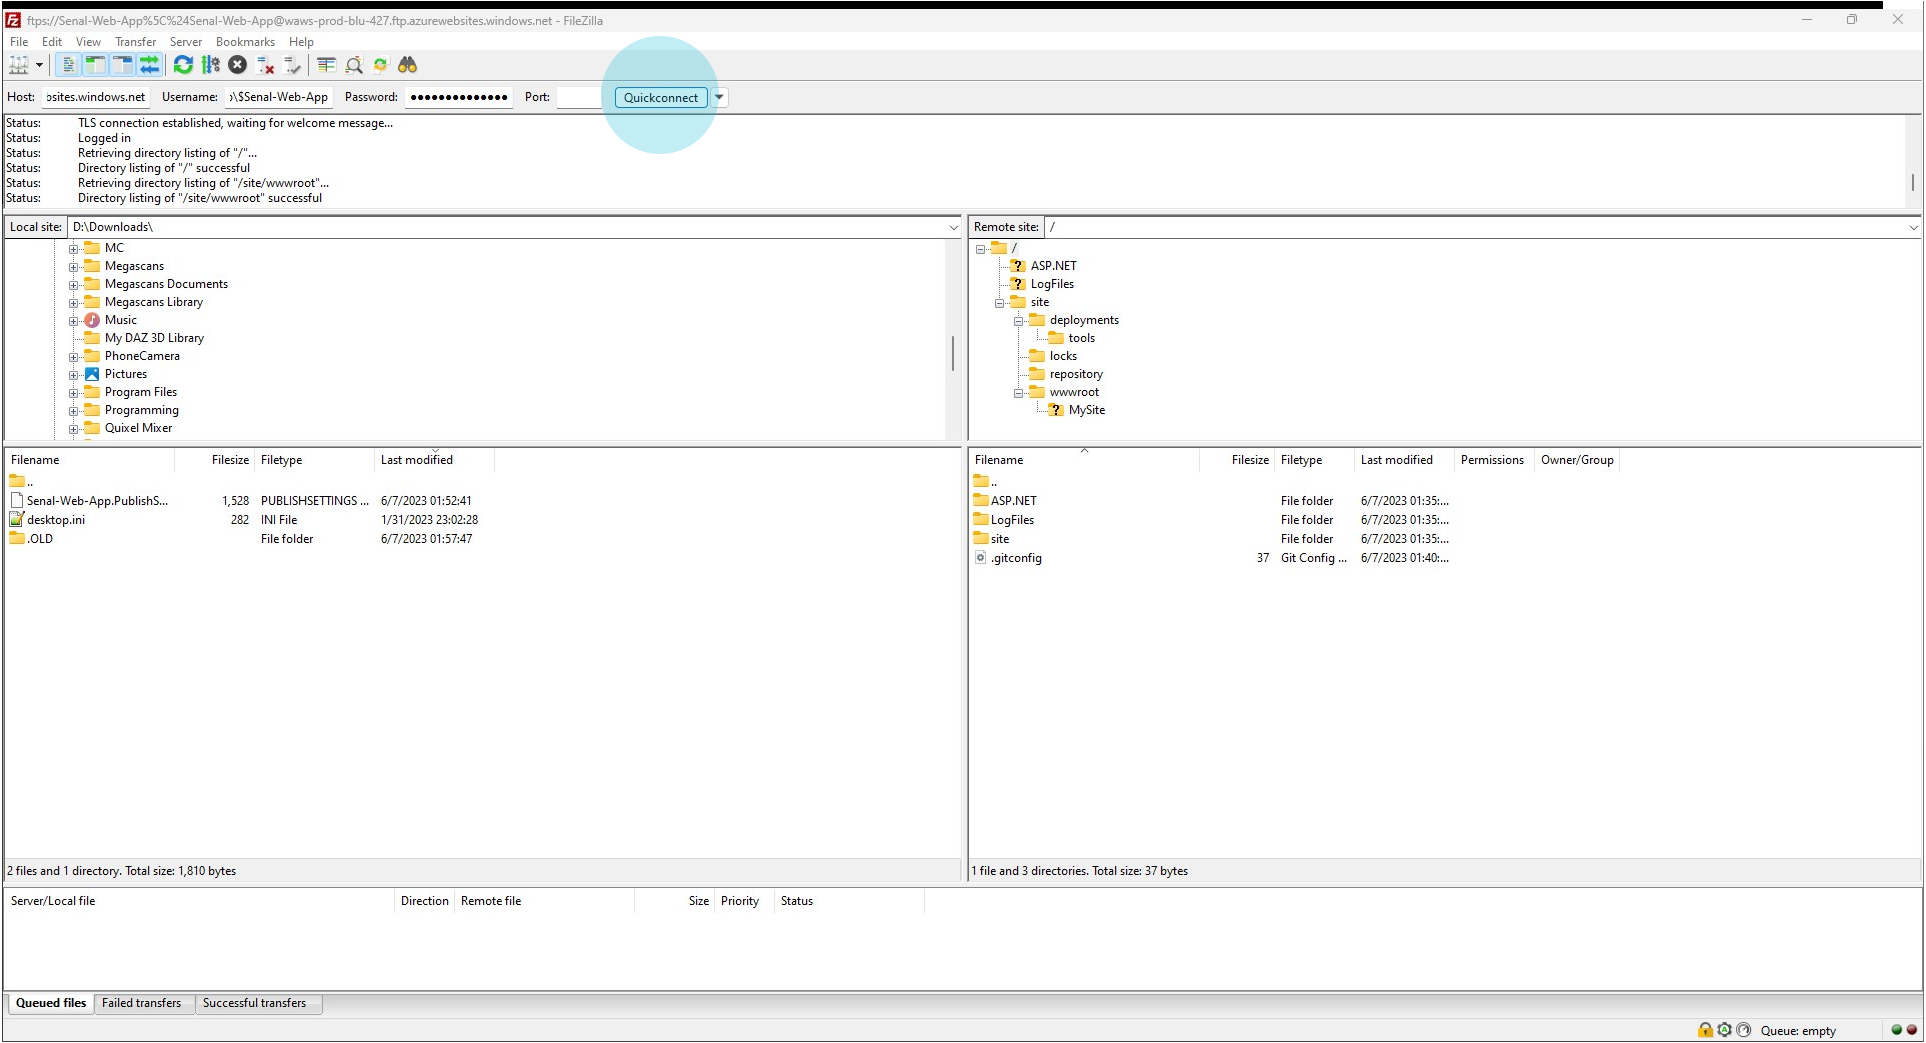 ftps://Senal-Web-App%5C%24Senal-Web-App@waws-prod-blu-427.ftp.azurewebsites.windows.net - FileZilla
File Edit View Transfer Server Bookmarks Help
Host: osites.windows.net Username: o\$Senal-Web-App Password: ●●●●●●●●●●●●●● Port: Quickconnect
Status: TLS connection established, waiting for welcome message...
Status: Logged in
Status: Retrieving directory listing of "/"...
Status: Directory listing of "/" successful
Status: Retrieving directory listing of "/site/wwwroot"...
Status: Directory listing of "/site/wwwroot" successful
Local site: D:\Downloads\
MC
Megascans
Megascans Documents
Megascans Library
Music
My DAZ 3D Library
PhoneCamera
Pictures
Program Files
Programming
Quixel Mixer
Remote site: /
/
ASP.NET
LogFiles
site
deployments
tools
locks
repository
wwwroot
MySite
Filename Filesize Filetype Last modified
..
Senal-Web-App.PublishS... 1,528 PUBLISHSETTINGS ... 6/7/2023 01:52:41
desktop.ini 282 INI File 1/31/2023 23:02:28
.OLD File folder 6/7/2023 01:57:47
2 files and 1 directory. Total size: 1,810 bytes
Filename Filesize Filetype Last modified Permissions Owner/Group
..
ASP.NET File folder 6/7/2023 01:35:...
LogFiles File folder 6/7/2023 01:35:...
site File folder 6/7/2023 01:35:...
.gitconfig 37 Git Config ... 6/7/2023 01:40:...
1 file and 3 directories. Total size: 37 bytes
Server/Local file Direction Remote file Size Priority Status
Queued files Failed transfers Successful transfers
Queue: empty